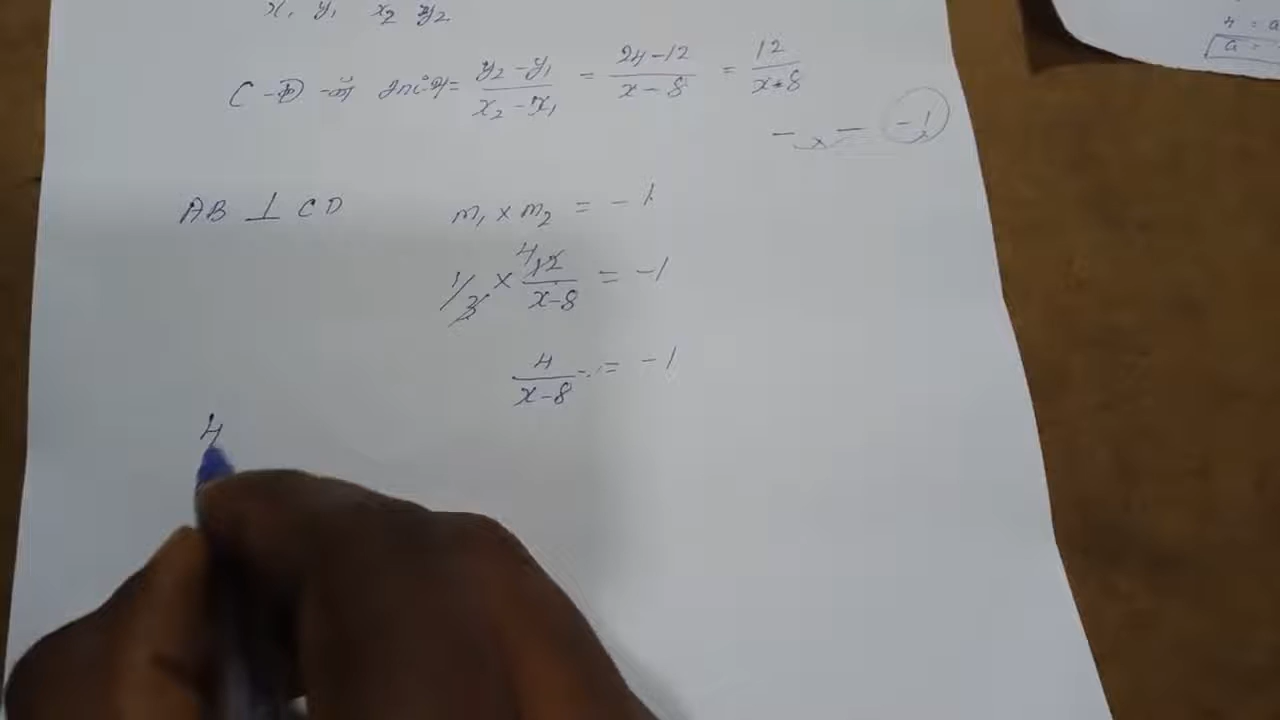 x₁ y₁ x₂ y₂
C-D -ன் சாய்வு = (y₂ - y₁)/(x₂ - x₁) = (24-12)/(x-8) = 12/(x-8)
- × - -1
AB ⊥ CD m₁ × m₂ = -1
1/3 × 12/(x-8) = -1
4/(x-8) = -1
4